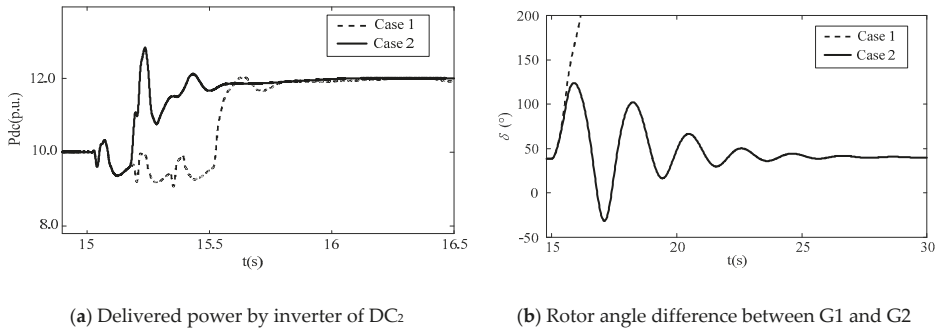 Case 1
Case 2
Pdc(p.u.)
12.0
10.0
8.0
15
15.5
16
16.5
t(s)
(a) Delivered power by inverter of DC₂
Case 1
Case 2
δ (°)
200
150
100
50
0
-50
15
20
25
30
t(s)
(b) Rotor angle difference between G1 and G2